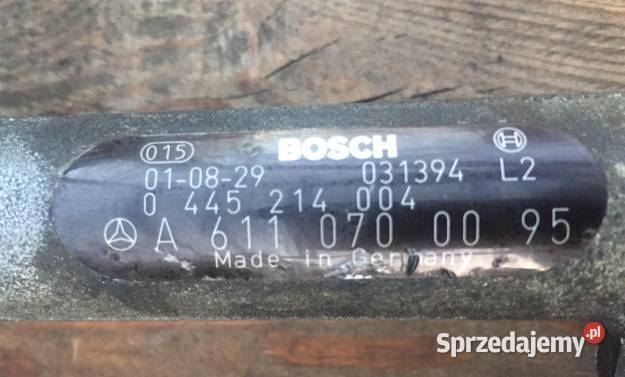 015 BOSCH
01-08-29 031394 L2
0 445 214 004
A 611 070 00 95
Made in Germany
Sprzedajemy.pl